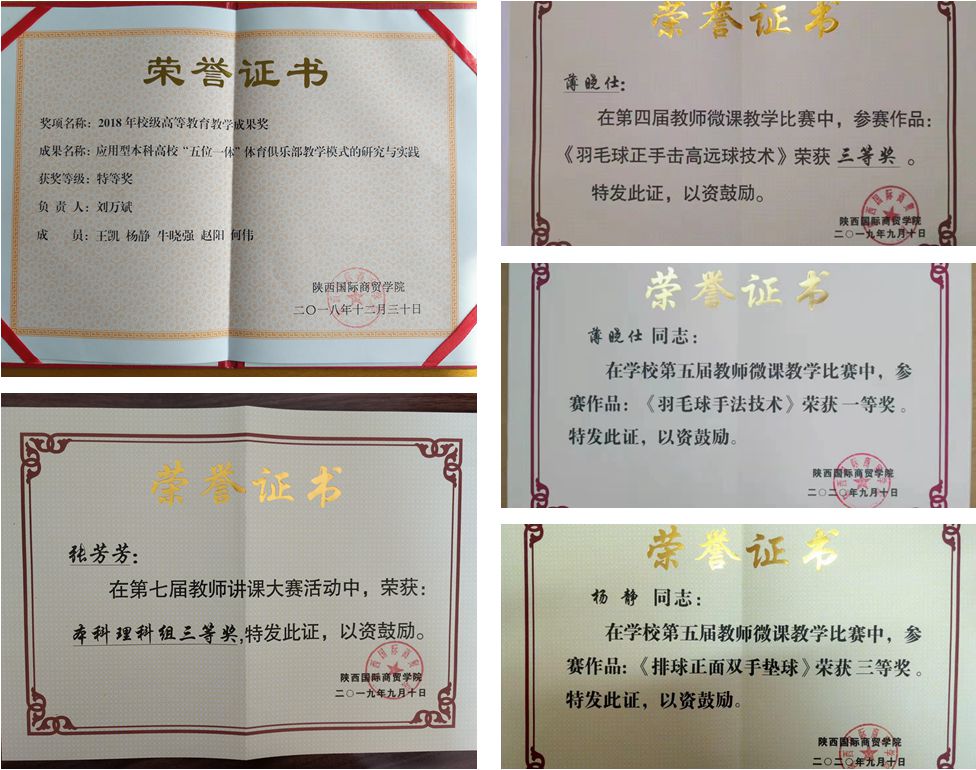 荣誉证书
奖项名称：2018 年校级高等教育教学成果奖
成果名称：应用型本科高校“五位一体”体育俱乐部教学模式的研究与实践
获奖等级：特等奖
负 责 人：刘万斌
成　　员：王凯 杨静 牛晓强 赵阳 何伟
陕西国际商贸学院
二〇一八年十二月三十日
荣誉证书
张芳芳：
在第七届教师讲课大赛活动中，荣获：
本科理科组三等奖,特发此证，以资鼓励。
陕西国际商贸学院
二〇一九年九月十日
荣誉证书
薄晓仕：
在第四届教师微课教学比赛中，参赛作品：
《羽毛球正手击高远球技术》荣获 三等奖 。
特发此证，以资鼓励。
陕西国际商贸学院
二〇一九年九月十日
荣誉证书
薄晓仕 同志：
在学校第五届教师微课教学比赛中，参
赛作品：《羽毛球手法技术》荣获 一等奖 。
特发此证，以资鼓励。
陕西国际商贸学院
二〇二〇年九月十日
荣誉证书
杨 静 同志：
在学校第五届教师微课教学比赛中，参
赛作品：《排球正面双手垫球》荣获 三等奖 。
特发此证，以资鼓励。
陕西国际商贸学院
二〇二〇年九月十日